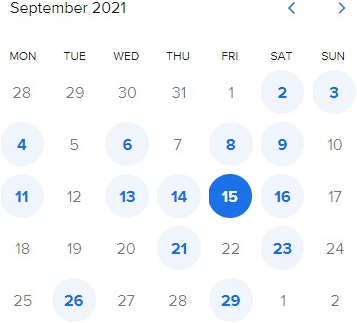 September 2021
MON TUE WED THU FRI SAT SUN
28 29 30 31 1 2 3
4 5 6 7 8 9 10
11 12 13 14 15 16 17
18 19 20 21 22 23 24
25 26 27 28 29 1 2